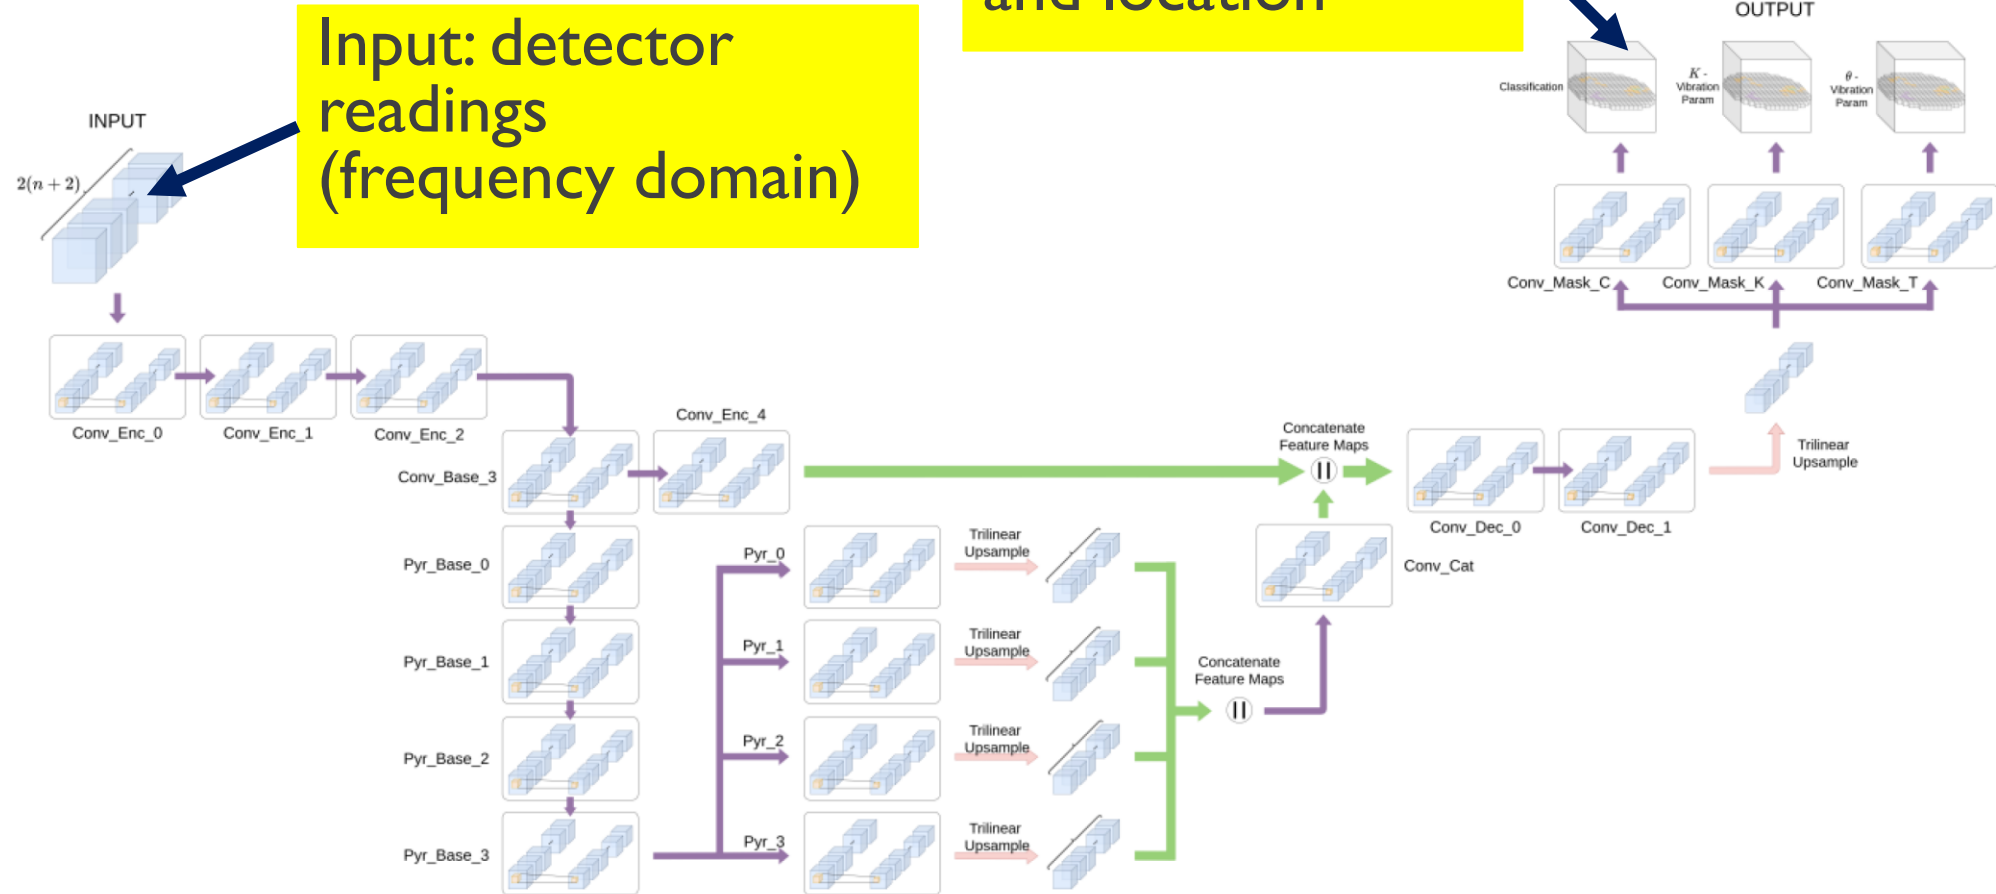 and location
Input: detector
readings
(frequency domain)
OUTPUT
Classification
K -
Vibration
Param
θ -
Vibration
Param
INPUT
2(n + 2)
Conv_Mask_C
Conv_Mask_K
Conv_Mask_T
Conv_Enc_0
Conv_Enc_1
Conv_Enc_2
Conv_Enc_4
Conv_Base_3
Concatenate
Feature Maps
||
Trilinear
Upsample
Conv_Dec_0
Conv_Dec_1
Pyr_Base_0
Pyr_0
Trilinear
Upsample
Conv_Cat
Pyr_Base_1
Pyr_1
Trilinear
Upsample
Concatenate
Feature Maps
||
Pyr_Base_2
Pyr_2
Trilinear
Upsample
Pyr_Base_3
Pyr_3
Trilinear
Upsample